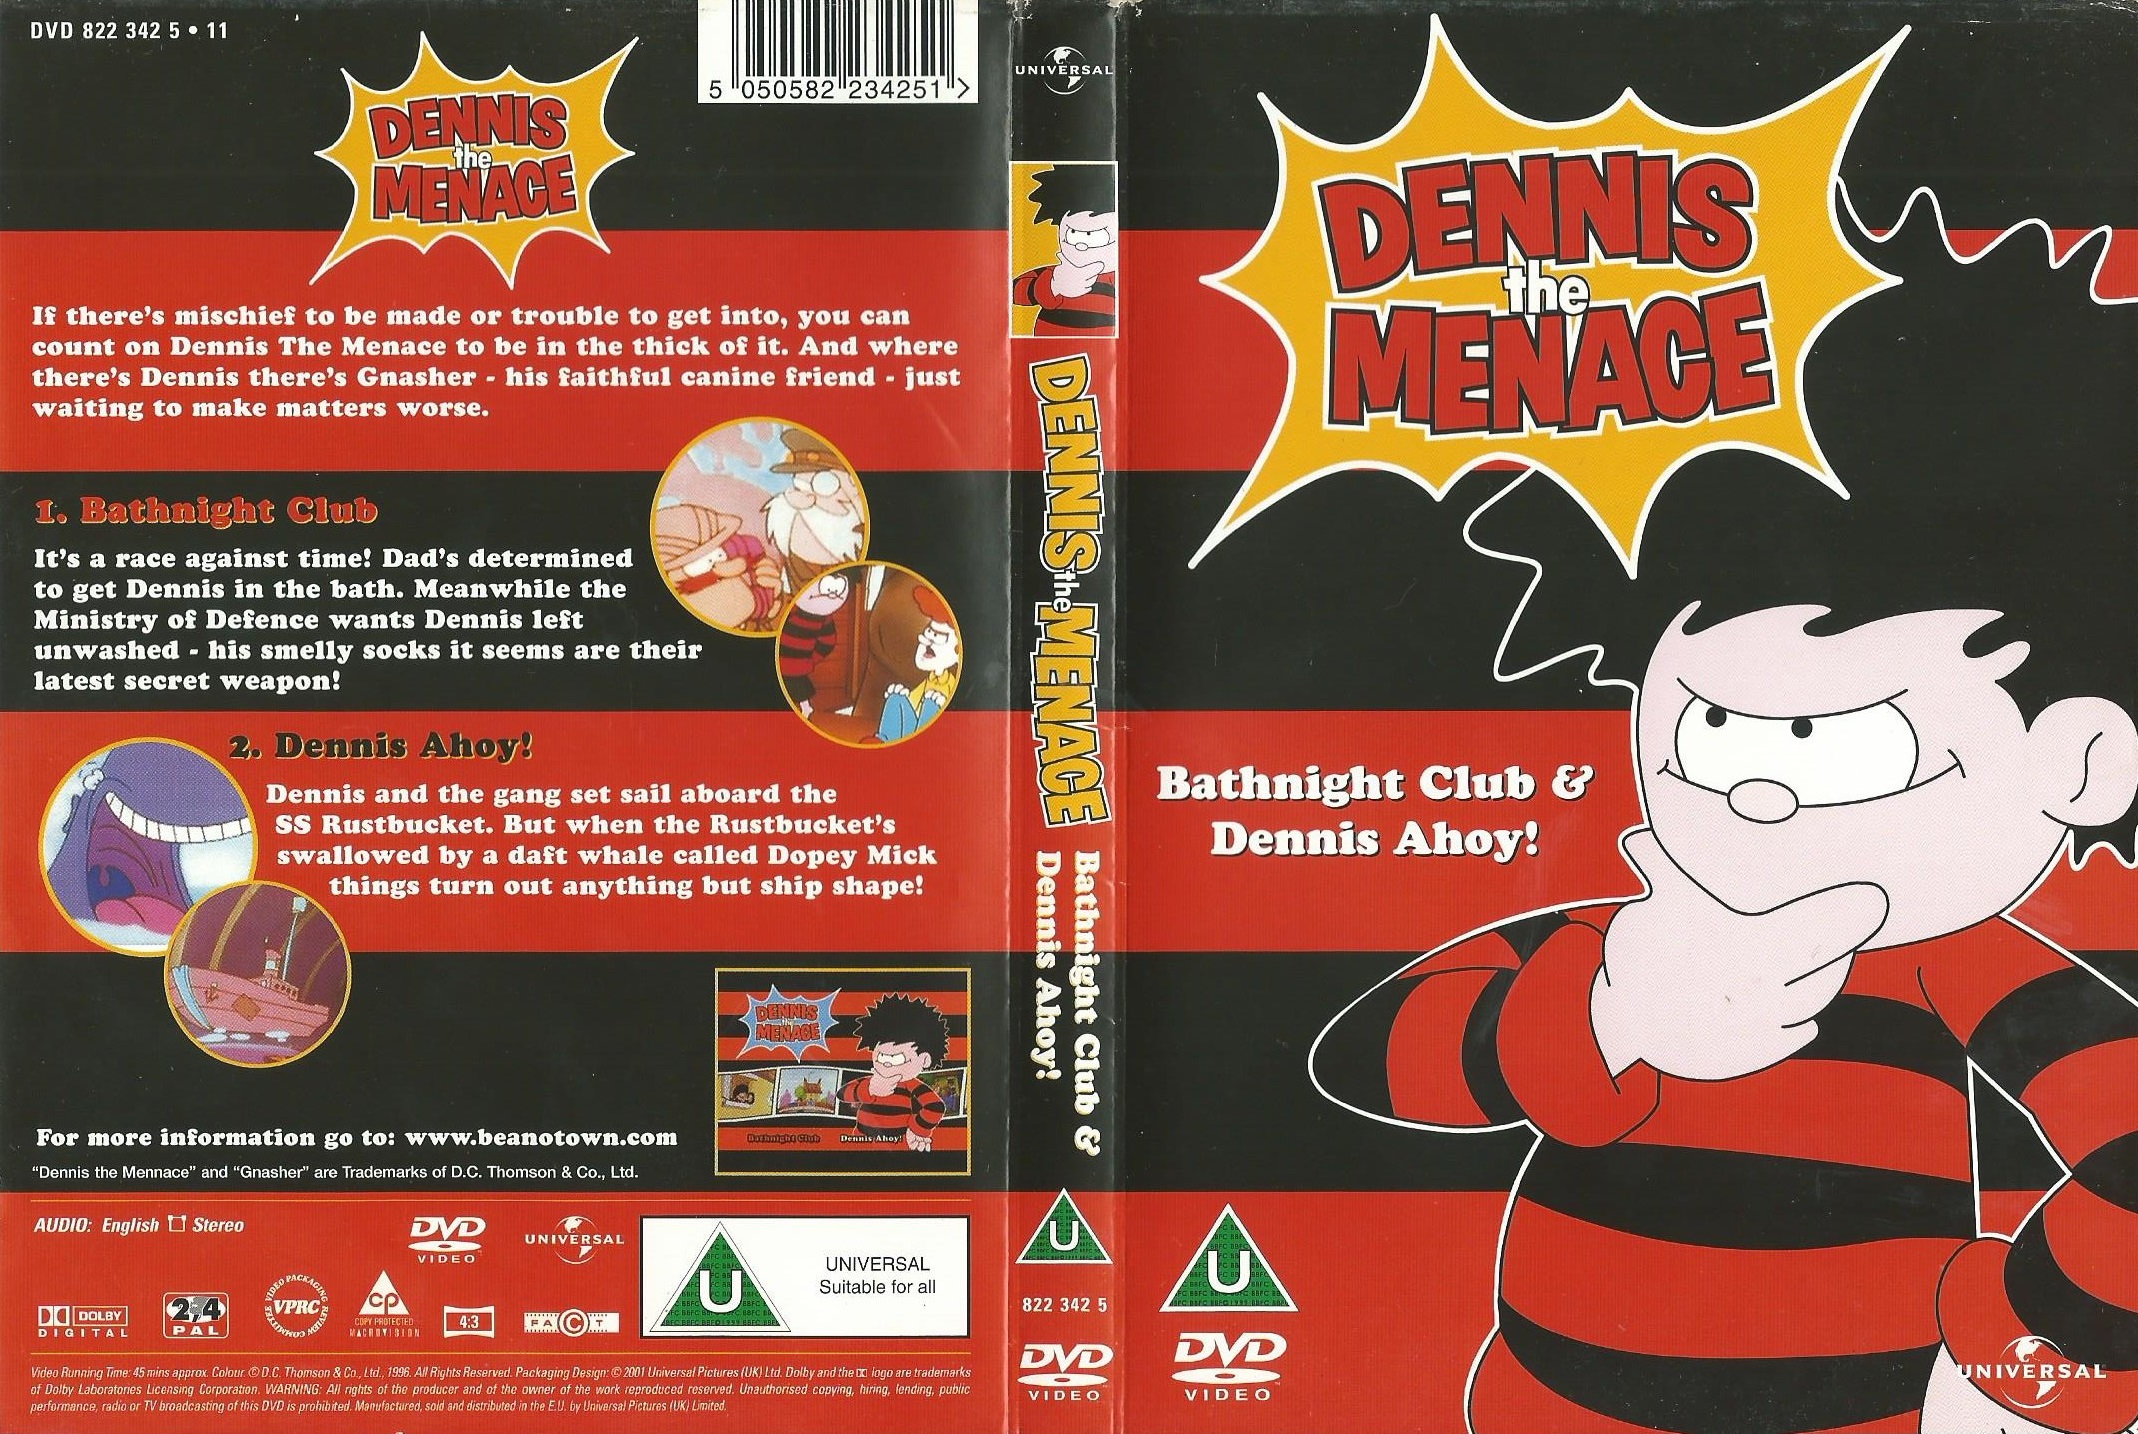 DVD 822 342 5 • 11
5 050582 234251 >
DENNIS
the
MENACE
If there's mischief to be made or trouble to get into, you can
count on Dennis The Menace to be in the thick of it. And where
there's Dennis there's Gnasher - his faithful canine friend - just
waiting to make matters worse.
1. Bathnight Club
It's a race against time! Dad's determined
to get Dennis in the bath. Meanwhile the
Ministry of Defence wants Dennis left
unwashed - his smelly socks it seems are their
latest secret weapon!
2. Dennis Ahoy!
Dennis and the gang set sail aboard the
SS Rustbucket. But when the Rustbucket's
swallowed by a daft whale called Dopey Mick
things turn out anything but ship shape!
DENNIS
the
MENACE
Bathnight Club
Dennis Ahoy!
For more information go to: www.beanotown.com
"Dennis the Mennace" and "Gnasher" are Trademarks of D.C. Thomson & Co., Ltd.
AUDIO: English Stereo
DVD
VIDEO
UNIVERSAL
DOLBY
DIGITAL
2,4
PAL
VIDEO PACKAGING REVIEW COMMITTEE
VPRC
CP
COPY PROTECTED
MACROVISION
4:3
FACT
U
UNIVERSAL
Suitable for all
Video Running Time: 45 mins approx. Colour. © D.C. Thomson & Co., Ltd., 1996. All Rights Reserved. Packaging Design: © 2001 Universal Pictures (UK) Ltd. Dolby and the logo are trademarks
of Dolby Laboratories Licensing Corporation. WARNING: All rights of the producer and of the owner of the work reproduced reserved. Unauthorised copying, hiring, lending, public
performance, radio or TV broadcasting of this DVD is prohibited. Manufactured, sold and distributed in the E.U. by Universal Pictures (UK) Limited.
UNIVERSAL
DENNIS the MENACE
Bathnight Club &
Dennis Ahoy!
U
822 342 5
DVD
VIDEO
DENNIS
the
MENACE
Bathnight Club &
Dennis Ahoy!
U
DVD
VIDEO
UNIVERSAL